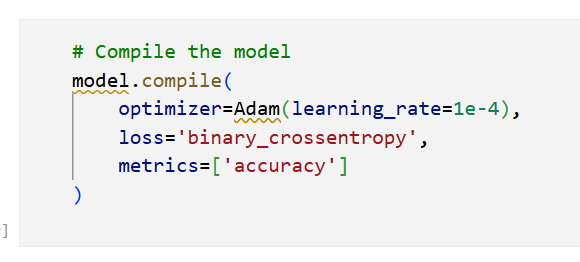 # Compile the model
model.compile(
    optimizer=Adam(learning_rate=1e-4),
    loss='binary_crossentropy',
    metrics=['accuracy']
)
]